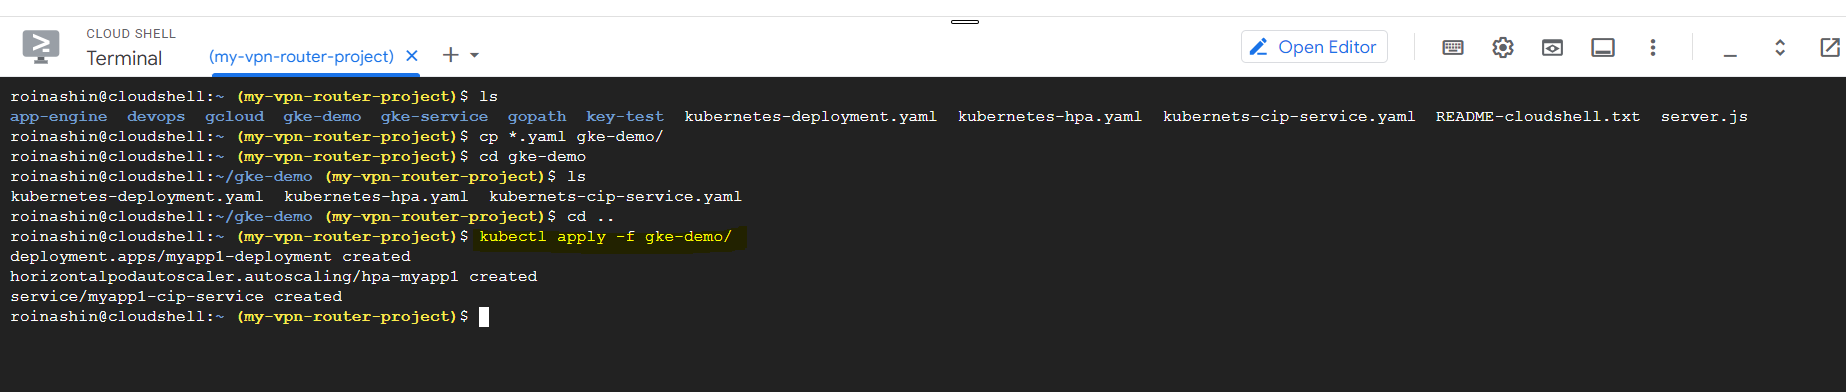 CLOUD SHELL
Terminal
(my-vpn-router-project)
Open Editor
roinashin@cloudshell:~ (my-vpn-router-project)$ ls
app-engine  devops  gcloud  gke-demo  gke-service  gopath  key-test  kubernetes-deployment.yaml  kubernetes-hpa.yaml  kubernets-cip-service.yaml  README-cloudshell.txt  server.js
roinashin@cloudshell:~ (my-vpn-router-project)$ cp *.yaml gke-demo/
roinashin@cloudshell:~ (my-vpn-router-project)$ cd gke-demo
roinashin@cloudshell:~/gke-demo (my-vpn-router-project)$ ls
kubernetes-deployment.yaml  kubernetes-hpa.yaml  kubernets-cip-service.yaml
roinashin@cloudshell:~/gke-demo (my-vpn-router-project)$ cd ..
roinashin@cloudshell:~ (my-vpn-router-project)$ kubectl apply -f gke-demo/
deployment.apps/myapp1-deployment created
horizontalpodautoscaler.autoscaling/hpa-myapp1 created
service/myapp1-cip-service created
roinashin@cloudshell:~ (my-vpn-router-project)$